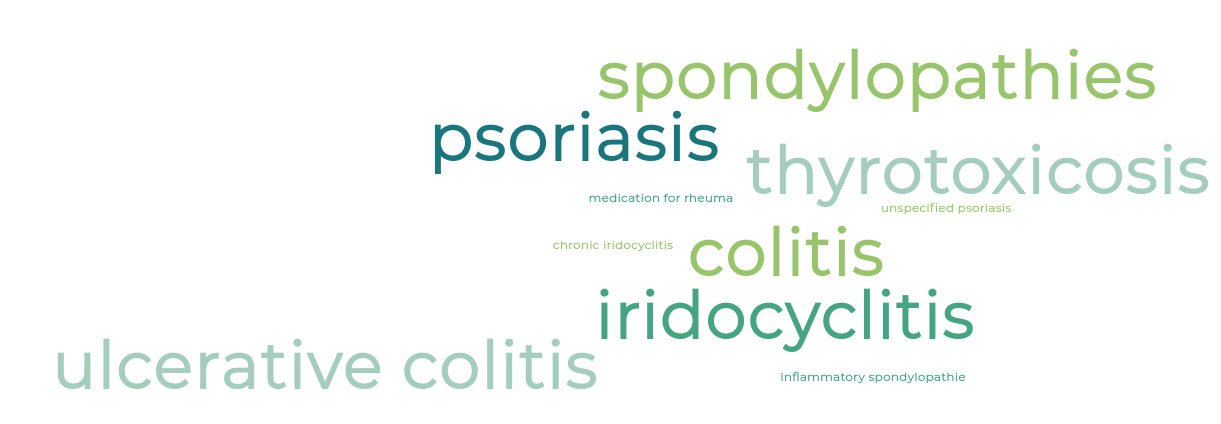 spondylopathies
psoriasis
thyrotoxicosis
medication for rheuma
unspecified psoriasis
chronic iridocyclitis
colitis
iridocyclitis
ulcerative colitis
inflammatory spondylopathie